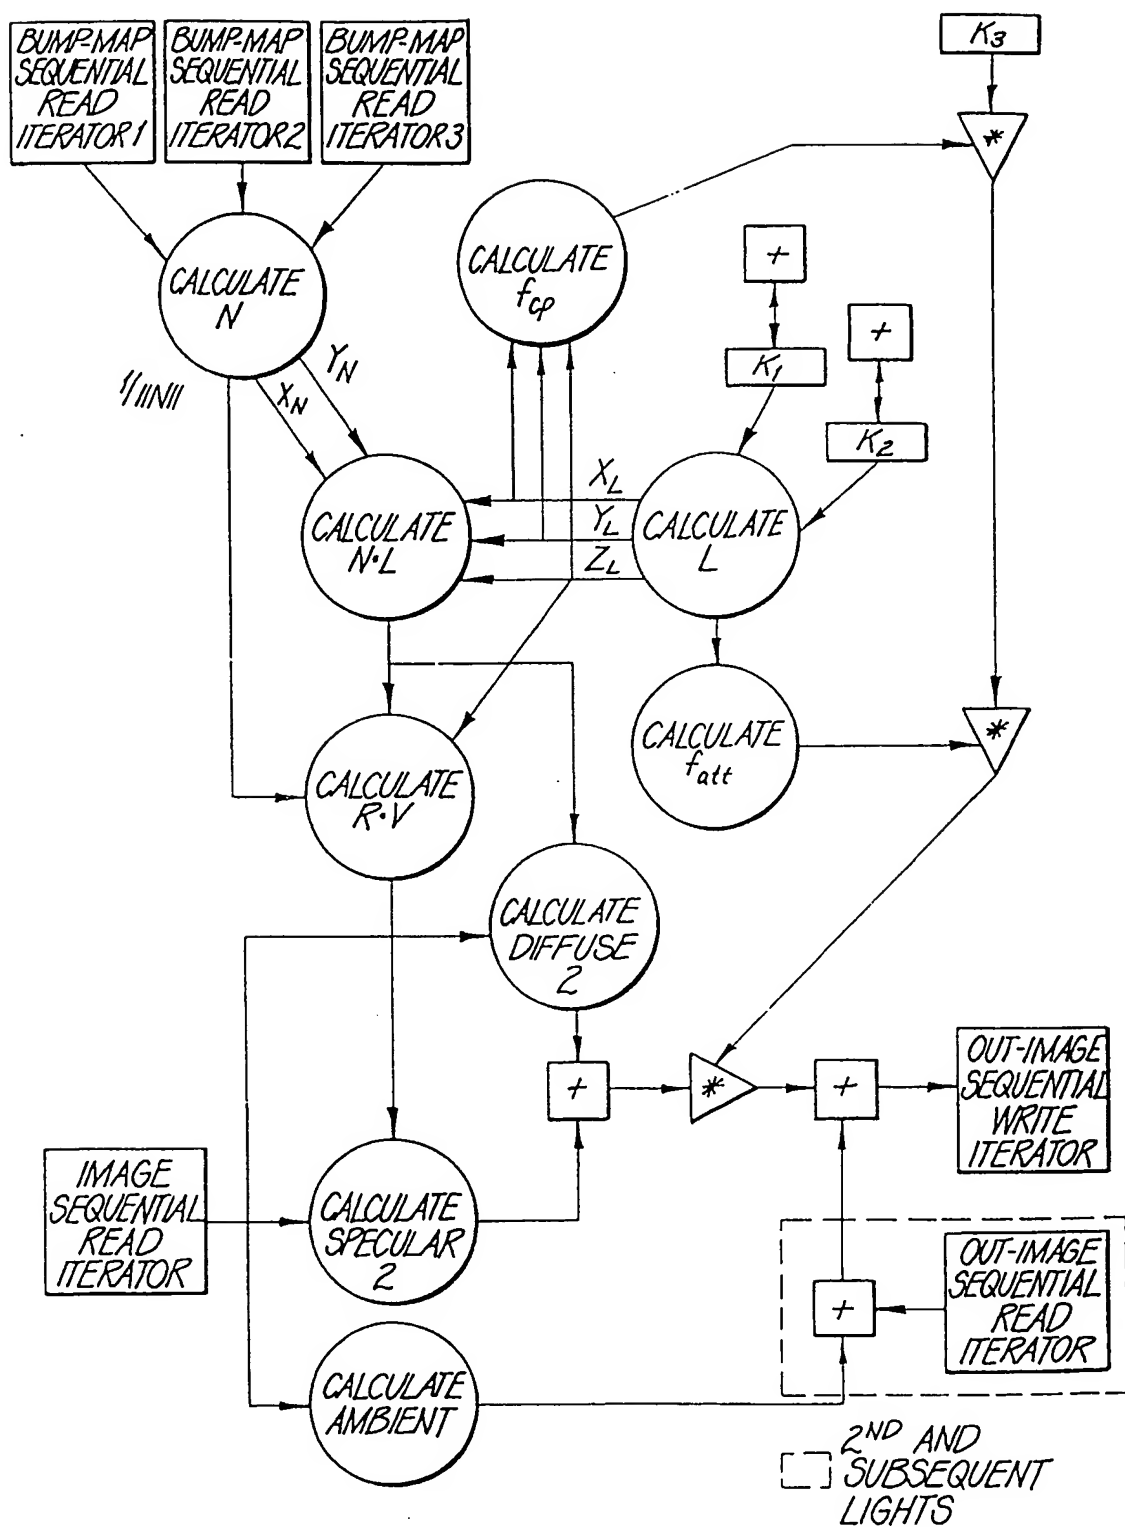 BUMP-MAP
SEQUENTIAL
READ
ITERATOR 1
BUMP-MAP
SEQUENTIAL
READ
ITERATOR 2
BUMP-MAP
SEQUENTIAL
READ
ITERATOR 3
K3
*
CALCULATE
N
CALCULATE
fcp
+
K1
+
K2
1/||N||
XN
YN
CALCULATE
N·L
XL
YL
ZL
CALCULATE
L
CALCULATE
R·V
CALCULATE
fatt
*
CALCULATE
DIFFUSE
2
+
*
+
OUT-IMAGE
SEQUENTIAL
WRITE
ITERATOR
IMAGE
SEQUENTIAL
READ
ITERATOR
CALCULATE
SPECULAR
2
+
OUT-IMAGE
SEQUENTIAL
READ
ITERATOR
CALCULATE
AMBIENT
2ND AND
SUBSEQUENT
LIGHTS